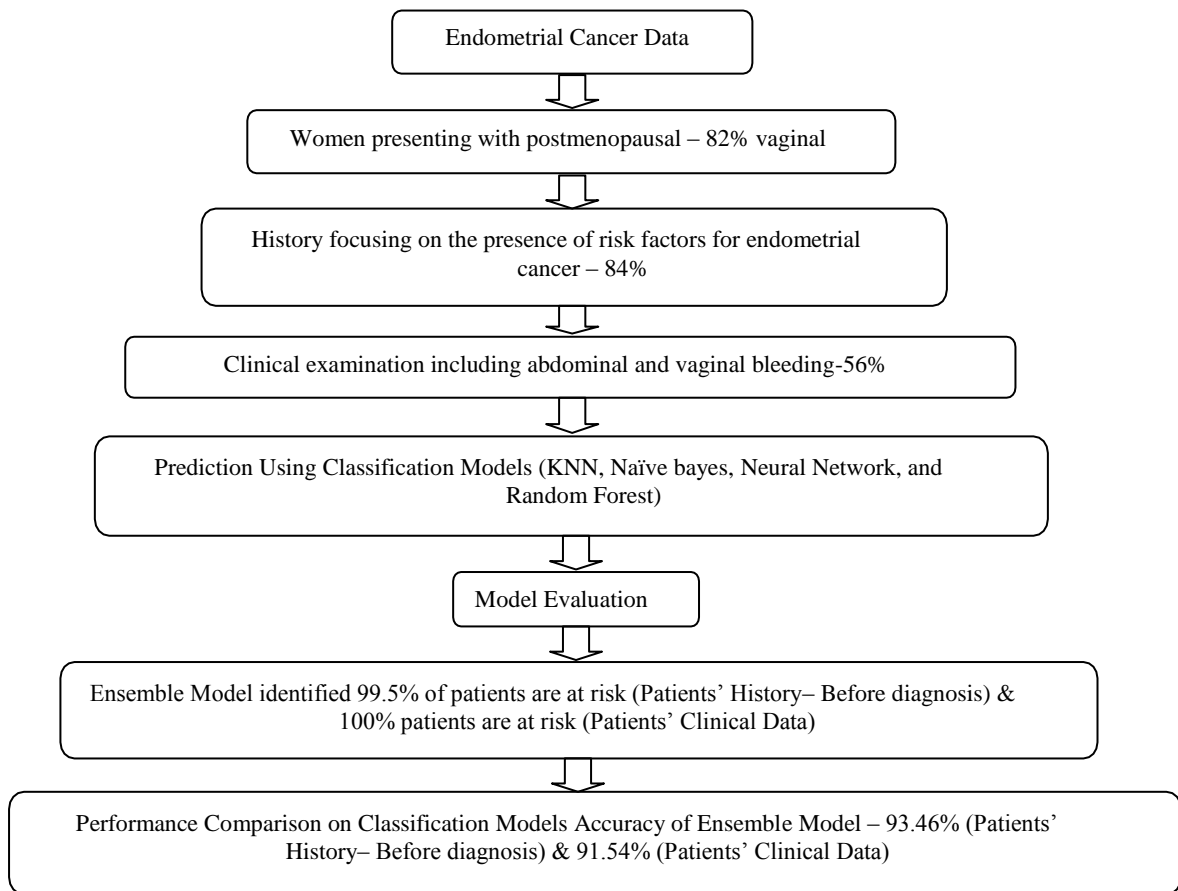 Endometrial Cancer Data
Women presenting with postmenopausal – 82% vaginal
History focusing on the presence of risk factors for endometrial
cancer – 84%
Clinical examination including abdominal and vaginal bleeding-56%
Prediction Using Classification Models (KNN, Naïve bayes, Neural Network, and
Random Forest)
Model Evaluation
Ensemble Model identified 99.5% of patients are at risk (Patients’ History– Before diagnosis) &
100% patients are at risk (Patients’ Clinical Data)
Performance Comparison on Classification Models Accuracy of Ensemble Model – 93.46% (Patients’
History– Before diagnosis) & 91.54% (Patients’ Clinical Data)